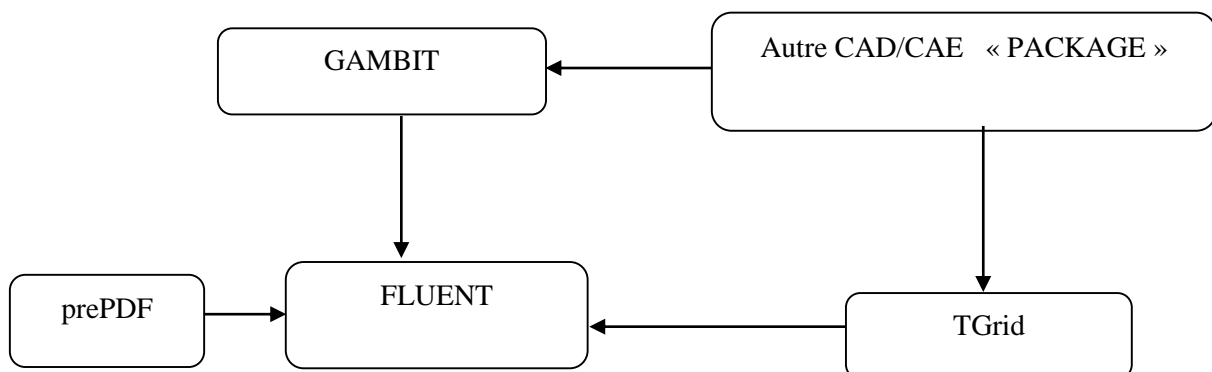 GAMBIT
Autre CAD/CAE « PACKAGE »
prePDF
FLUENT
TGrid